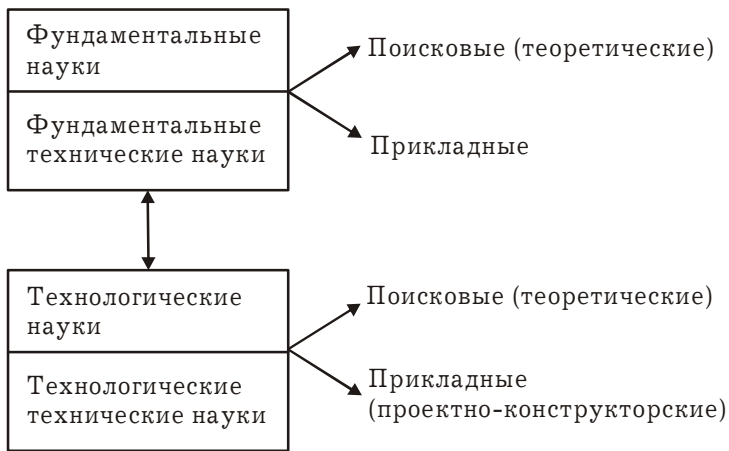 Фундаментальные
науки
Фундаментальные
технические науки
Поисковые (теоретические)
Прикладные
Технологические
науки
Технологические
технические науки
Поисковые (теоретические)
Прикладные
(проектно-конструкторские)